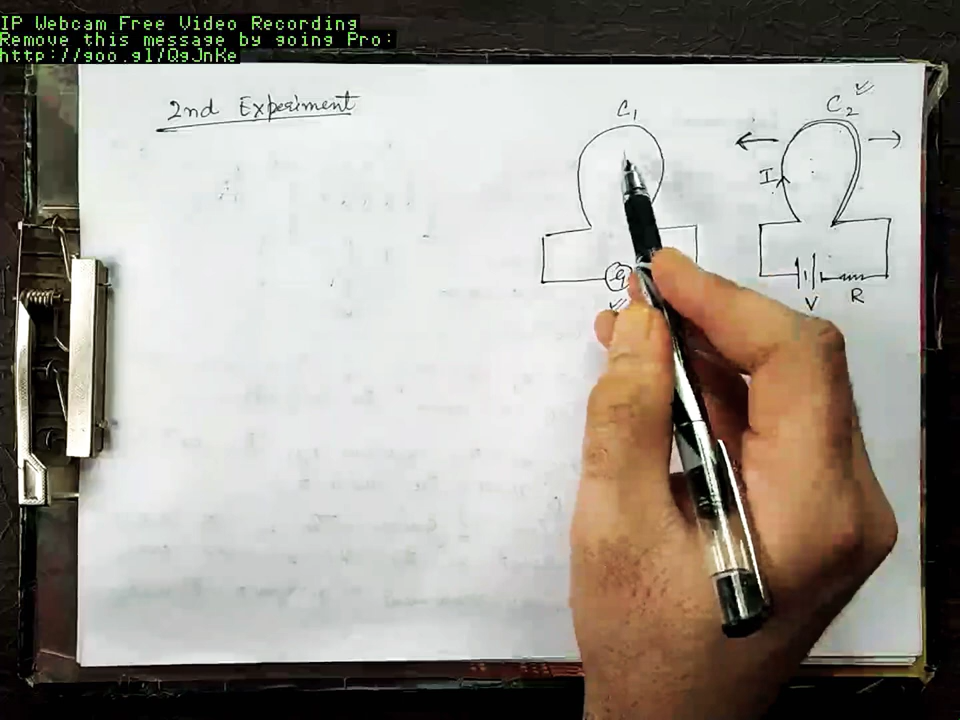 IP Webcam Free Video Recording
Remove this message by going Pro:
http://goo.gl/QgJnKe
2nd Experiment
C1
C2
I
g
V
R